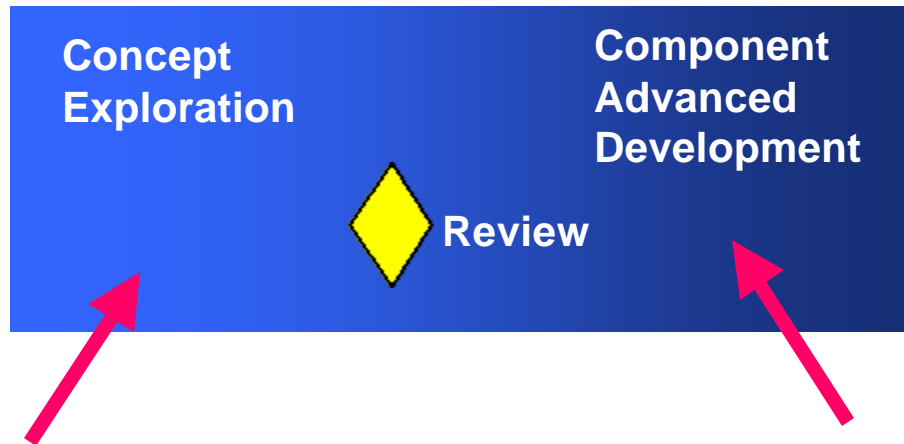 Concept
Exploration
Component
Advanced
Development
Review